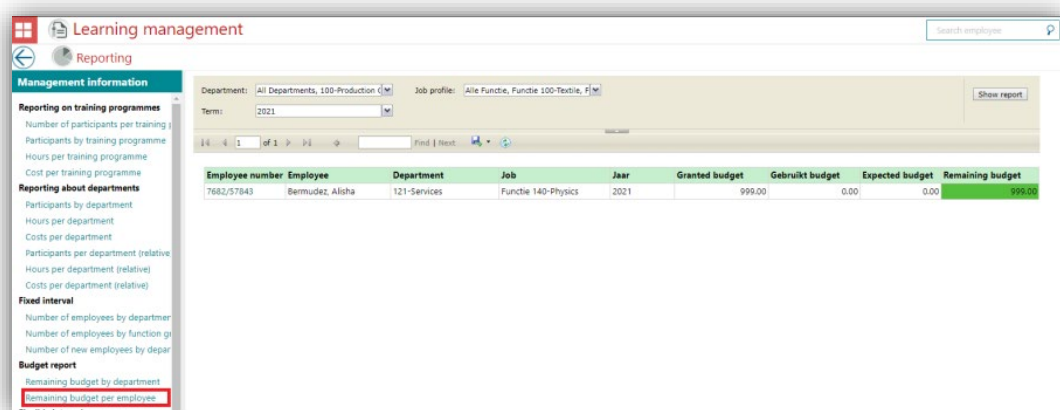 Learning management
Search employee
Reporting
Management information
Reporting on training programmes
Number of participants per training
Participants by training programme
Hours per training programme
Cost per training programme
Reporting about departments
Participants by department
Hours per department
Costs per department
Participants per department (relative
Hours per department (relative)
Costs per department (relative)
Fixed interval
Number of employees by departmer
Number of employees by function gr
Number of new employees by depar
Budget report
Remaining budget by department
Remaining budget per employee
Department: All Departments, 100-Production Job profile: Alle Functie, Functie 100-Textile, F
Show report
Term: 2021
1 of 1 Find | Next
Employee number Employee Department Job Jaar Granted budget Gebruikt budget Expected budget Remaining budget
7682/57843 Bermudez, Alisha 121-Services Functie 140-Physics 2021 999.00 0.00 0.00 999.00